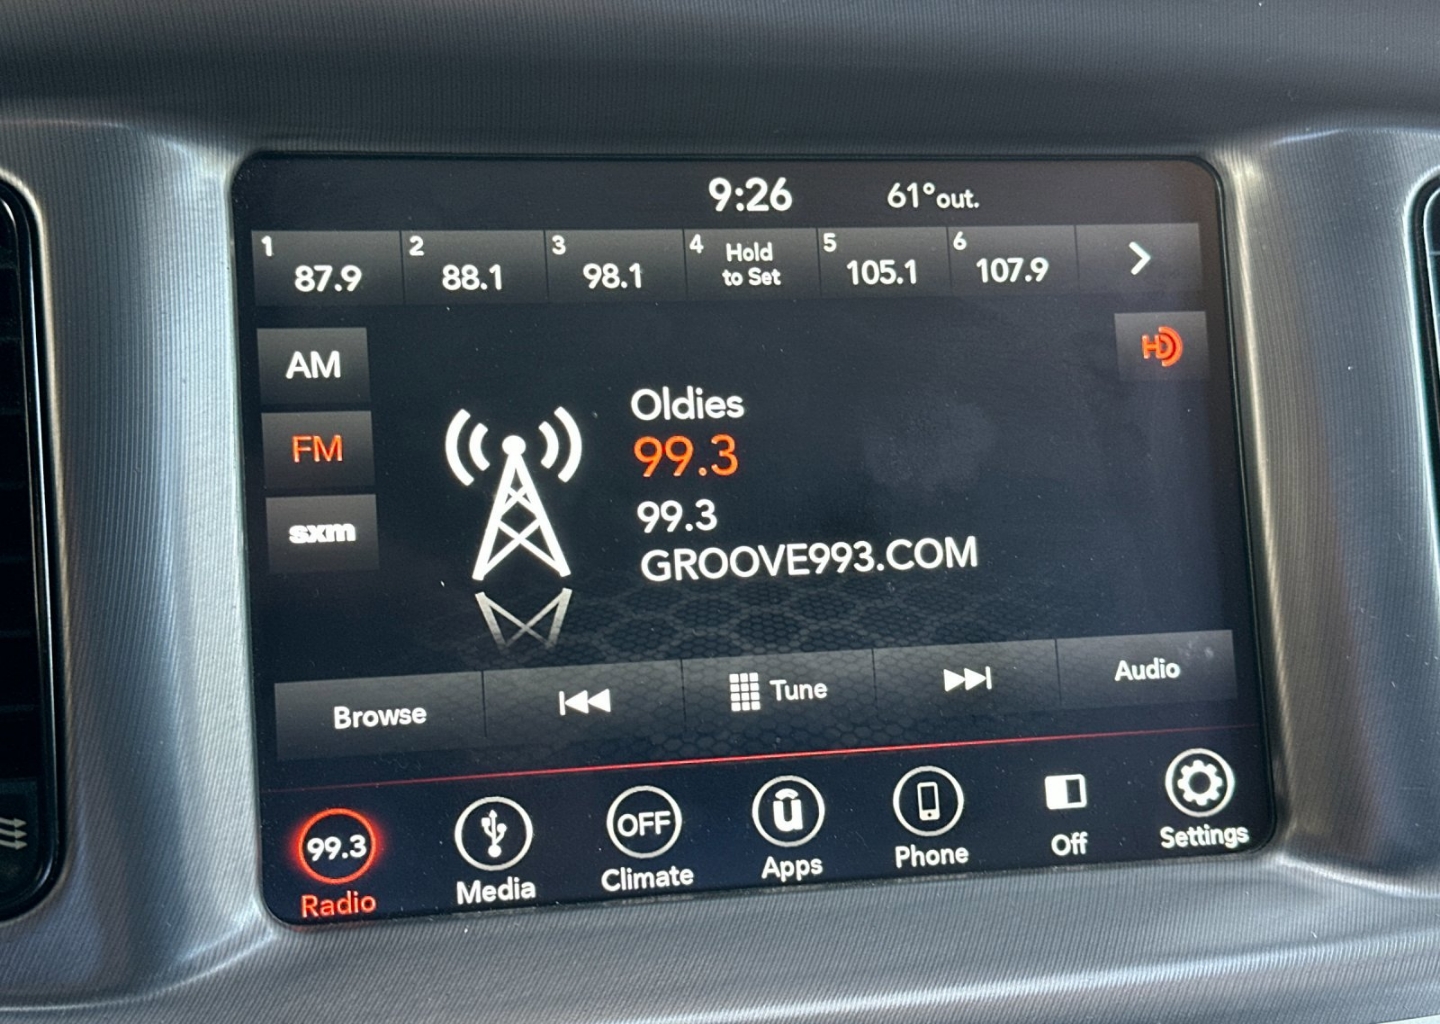 9:26 61°out.
1 87.9 2 88.1 3 98.1 4 Hold to Set 5 105.1 6 107.9
AM
HD
Oldies
FM
99.3
99.3
sxm
GROOVE993.COM
Browse Tune Audio
99.3 OFF u
Radio Media Climate Apps Phone Off Settings